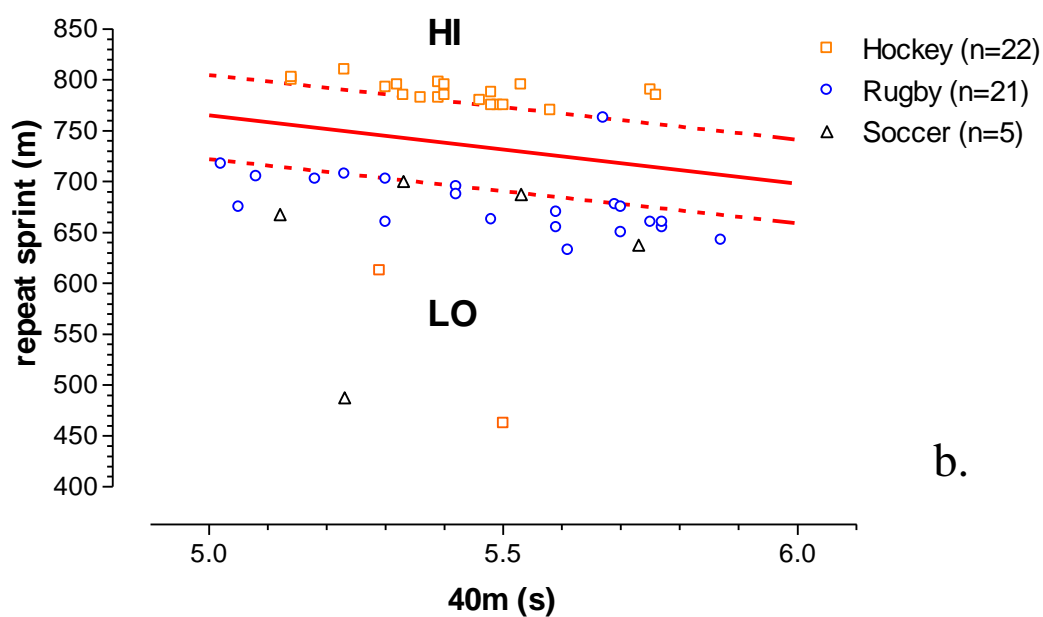 HI
Hockey (n=22)
Rugby (n=21)
Soccer (n=5)
850
800
750
700
650
600
550
500
450
400
repeat sprint (m)
LO
b.
5.0 5.5 6.0
40m (s)